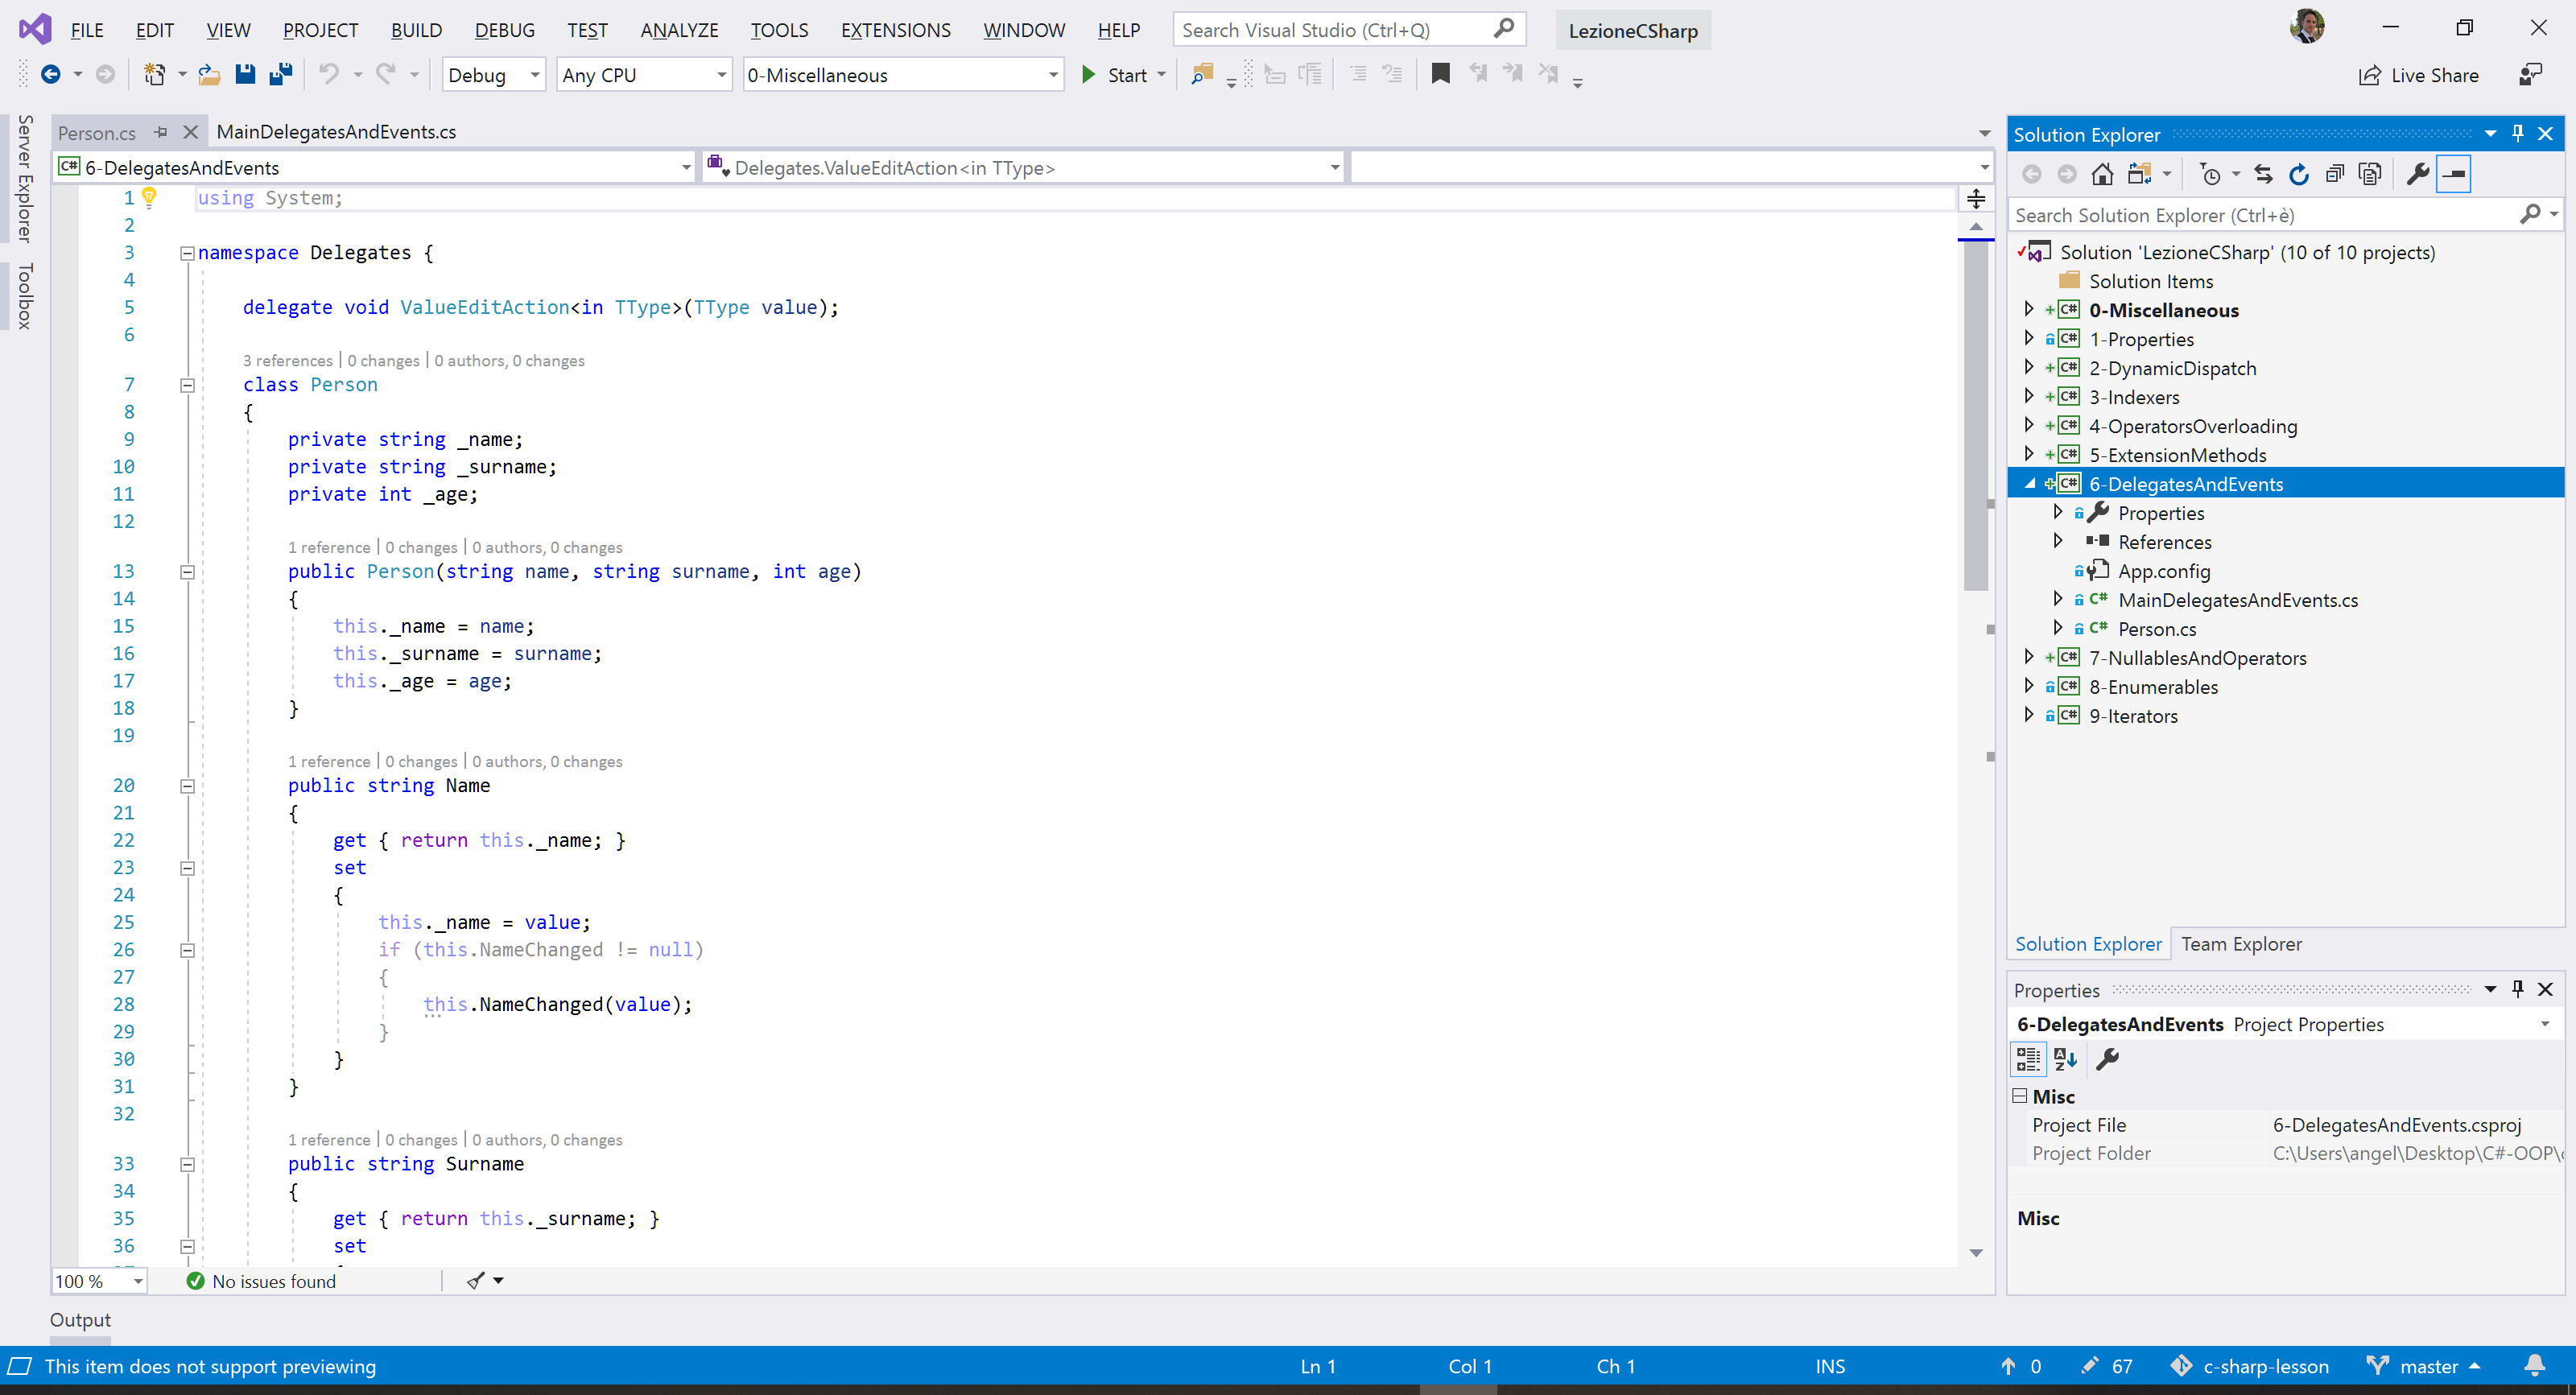 FILE EDIT VIEW PROJECT BUILD DEBUG TEST ANALYZE TOOLS EXTENSIONS WINDOW HELP Search Visual Studio (Ctrl+Q) LezioneCSharp
Debug Any CPU 0-Miscellaneous Start Live Share
Server Explorer
Toolbox
Person.cs MainDelegatesAndEvents.cs
C# 6-DelegatesAndEvents Delegates.ValueEditAction<in TType>
1 using System;
2
3 namespace Delegates {
4
5 delegate void ValueEditAction<in TType>(TType value);
6
3 references | 0 changes | 0 authors, 0 changes
7 class Person
8 {
9 private string _name;
10 private string _surname;
11 private int _age;
12
1 reference | 0 changes | 0 authors, 0 changes
13 public Person(string name, string surname, int age)
14 {
15 this._name = name;
16 this._surname = surname;
17 this._age = age;
18 }
19
1 reference | 0 changes | 0 authors, 0 changes
20 public string Name
21 {
22 get { return this._name; }
23 set
24 {
25 this._name = value;
26 if (this.NameChanged != null)
27 {
28 this.NameChanged(value);
29 }
30 }
31 }
32
1 reference | 0 changes | 0 authors, 0 changes
33 public string Surname
34 {
35 get { return this._surname; }
36 set
100 % No issues found
Output
Solution Explorer
Search Solution Explorer (Ctrl+è)
Solution 'LezioneCSharp' (10 of 10 projects)
Solution Items
C# 0-Miscellaneous
C# 1-Properties
C# 2-DynamicDispatch
C# 3-Indexers
C# 4-OperatorsOverloading
C# 5-ExtensionMethods
C# 6-DelegatesAndEvents
Properties
References
App.config
C# MainDelegatesAndEvents.cs
C# Person.cs
C# 7-NullablesAndOperators
C# 8-Enumerables
C# 9-Iterators
Solution Explorer Team Explorer
Properties
6-DelegatesAndEvents Project Properties
Misc
Project File 6-DelegatesAndEvents.csproj
Project Folder C:\Users\angel\Desktop\C#-OOP\
Misc
This item does not support previewing Ln 1 Col 1 Ch 1 INS 0 67 c-sharp-lesson master